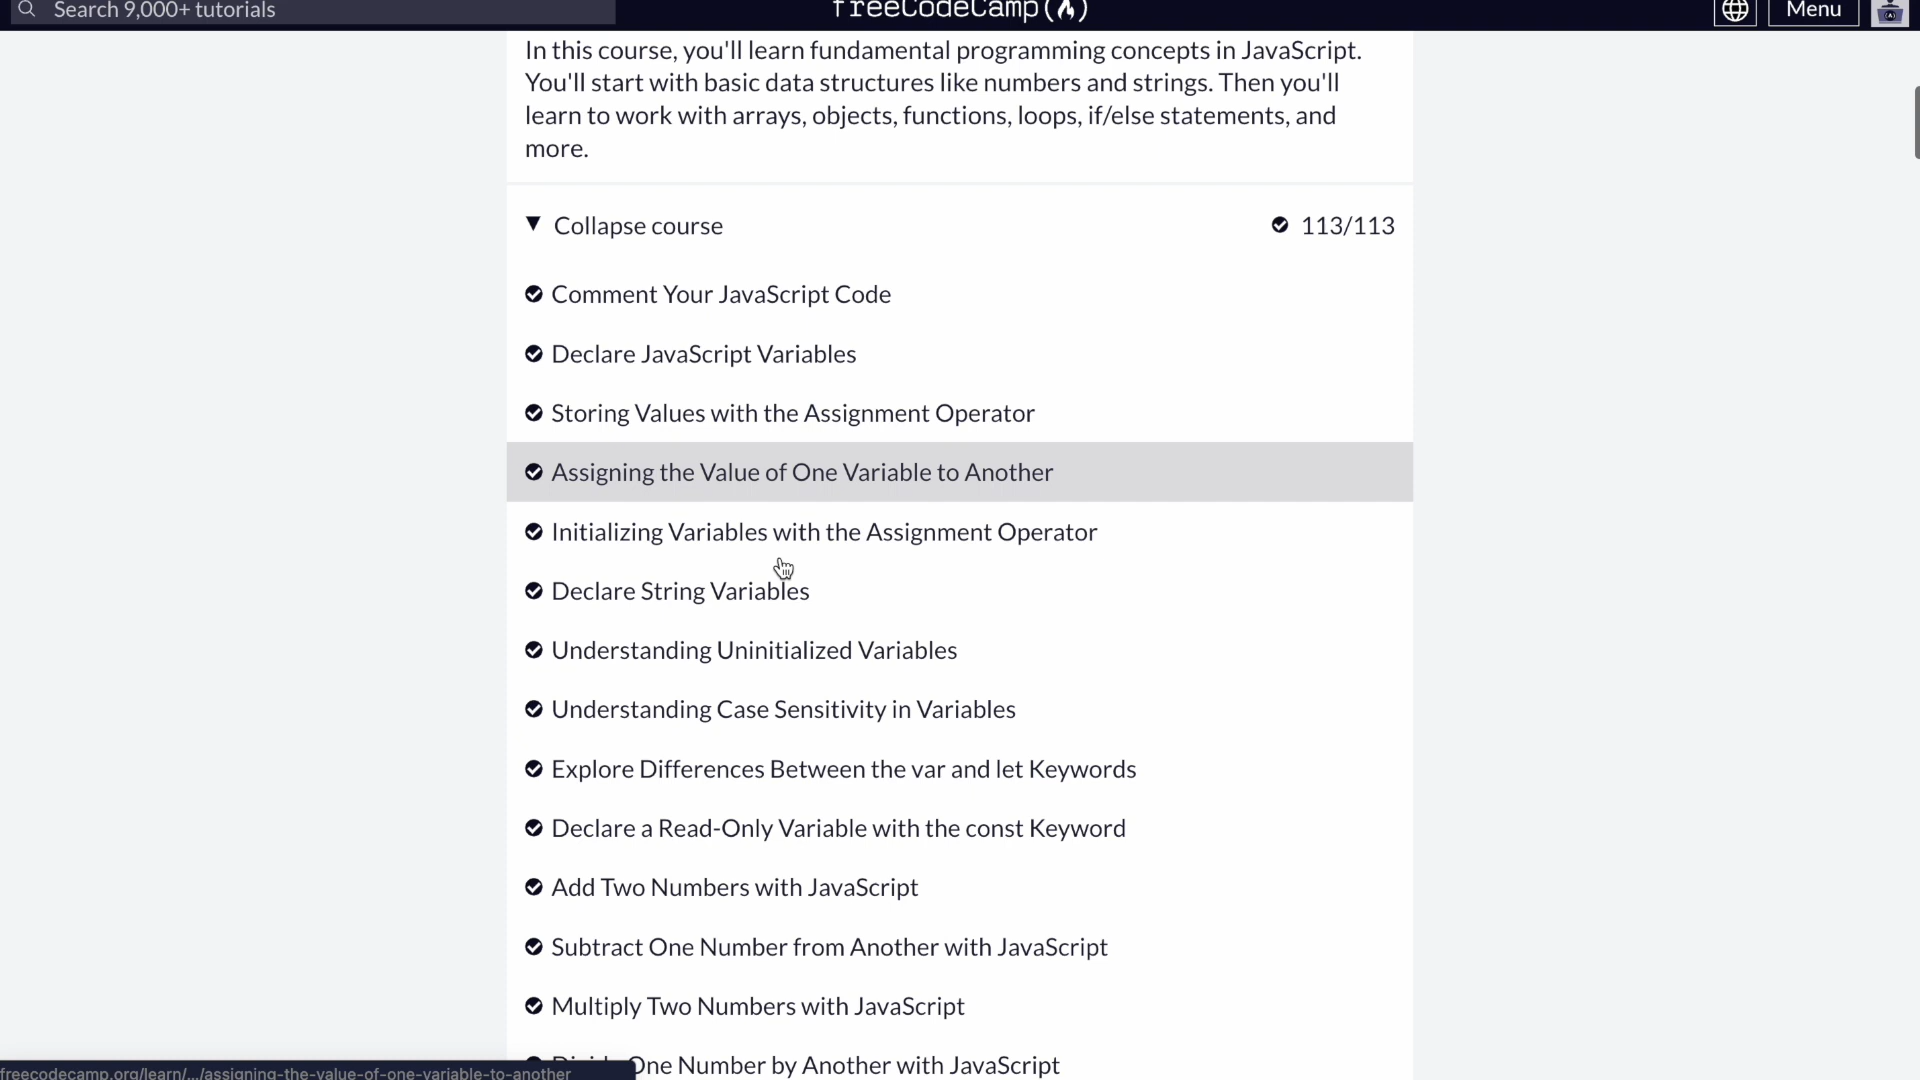 Search 9,000+ tutorials
freeCodeCamp
Menu
In this course, you'll learn fundamental programming concepts in JavaScript.
You'll start with basic data structures like numbers and strings. Then you'll
learn to work with arrays, objects, functions, loops, if/else statements, and
more.
Collapse course 113/113
Comment Your JavaScript Code
Declare JavaScript Variables
Storing Values with the Assignment Operator
Assigning the Value of One Variable to Another
Initializing Variables with the Assignment Operator
Declare String Variables
Understanding Uninitialized Variables
Understanding Case Sensitivity in Variables
Explore Differences Between the var and let Keywords
Declare a Read-Only Variable with the const Keyword
Add Two Numbers with JavaScript
Subtract One Number from Another with JavaScript
Multiply Two Numbers with JavaScript
Divide One Number by Another with JavaScript
freecodecamp.org/learn/.../assigning-the-value-of-one-variable-to-another